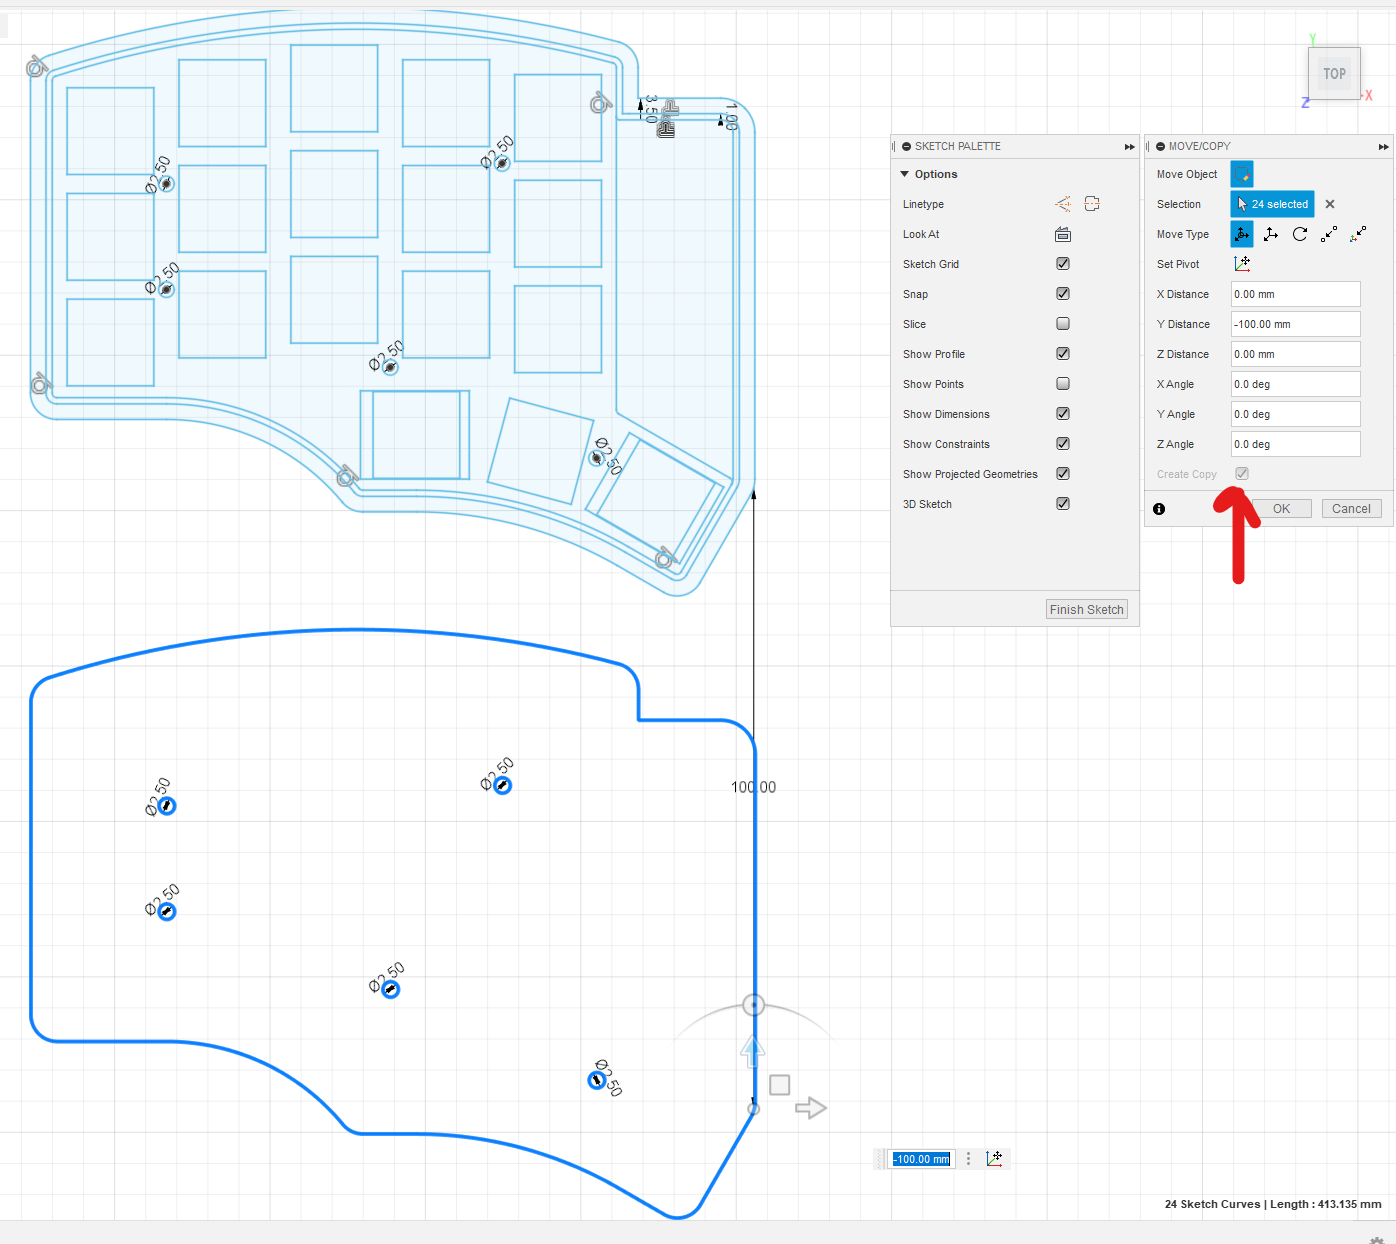 Y
TOP
X
Z
3.50
1.00
Ø2.50
Ø2.50
Ø2.50
Ø2.50
Ø2.50
SKETCH PALETTE
Options
Linetype
Look At
Sketch Grid
Snap
Slice
Show Profile
Show Points
Show Dimensions
Show Constraints
Show Projected Geometries
3D Sketch
Finish Sketch
MOVE/COPY
Move Object
Selection 24 selected
Move Type
Set Pivot
X Distance 0.00 mm
Y Distance -100.00 mm
Z Distance 0.00 mm
X Angle 0.0 deg
Y Angle 0.0 deg
Z Angle 0.0 deg
Create Copy
OK Cancel
Ø2.50
Ø2.50
100.00
Ø2.50
Ø2.50
Ø2.50
-100.00 mm
24 Sketch Curves | Length : 413.135 mm